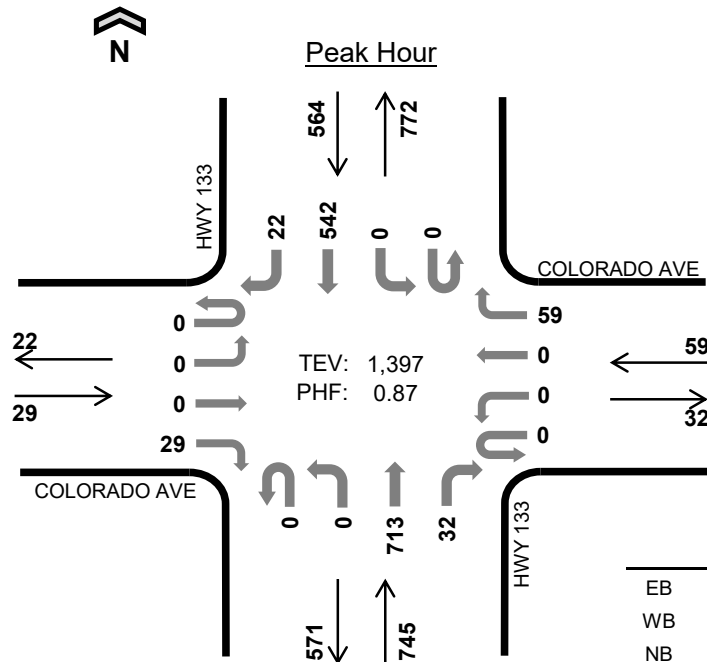 N
Peak Hour
564
772
HWY 133
22
542
0
0
COLORADO AVE
0
59
22
0
TEV: 1,397
0
59
29
0
PHF: 0.87
0
32
29
0
COLORADO AVE
0
0
713
32
HWY 133
571
745
EB
WB
NB